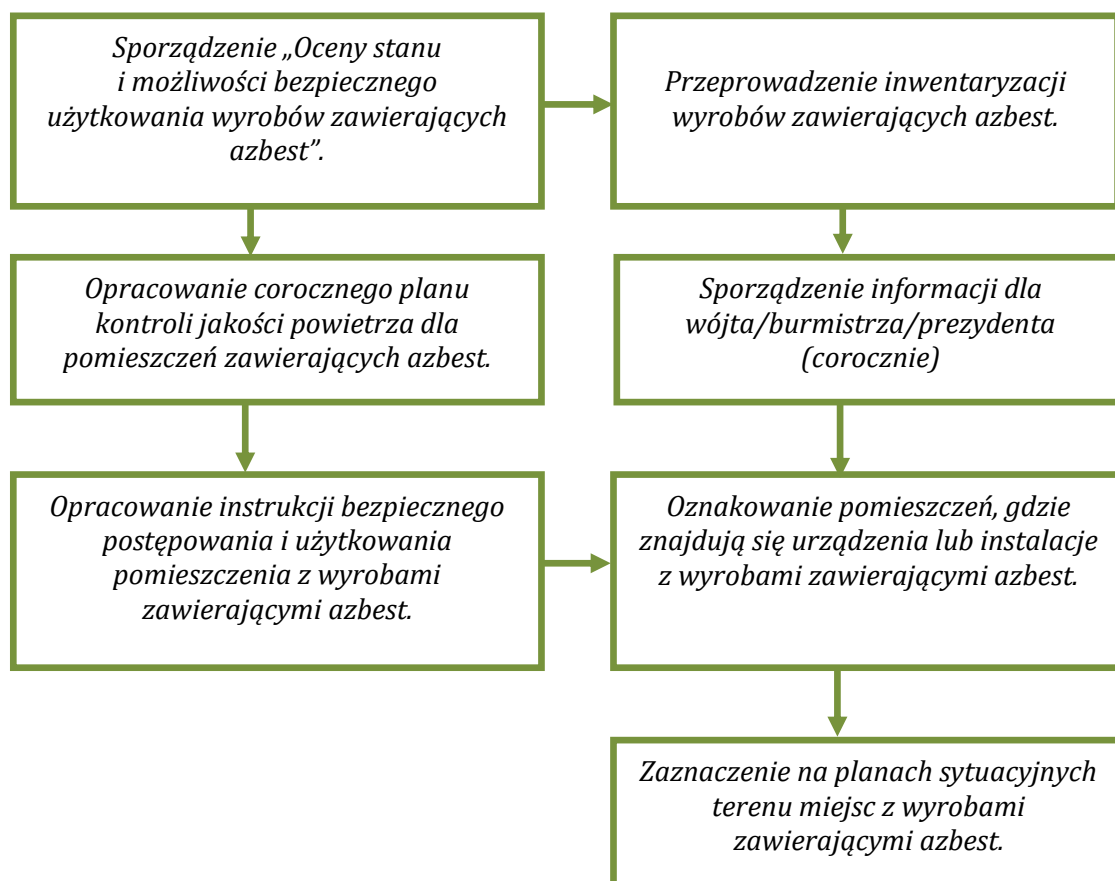 Sporządzenie „Oceny stanu
i możliwości bezpiecznego
użytkowania wyrobów zawierających
azbest”.
Przeprowadzenie inwentaryzacji
wyrobów zawierających azbest.
Opracowanie corocznego planu
kontroli jakości powietrza dla
pomieszczeń zawierających azbest.
Sporządzenie informacji dla
wójta/burmistrza/prezydenta
(corocznie)
Opracowanie instrukcji bezpiecznego
postępowania i użytkowania
pomieszczenia z wyrobami
zawierającymi azbest.
Oznakowanie pomieszczeń, gdzie
znajdują się urządzenia lub instalacje
z wyrobami zawierającymi azbest.
Zaznaczenie na planach sytuacyjnych
terenu miejsc z wyrobami
zawierającymi azbest.